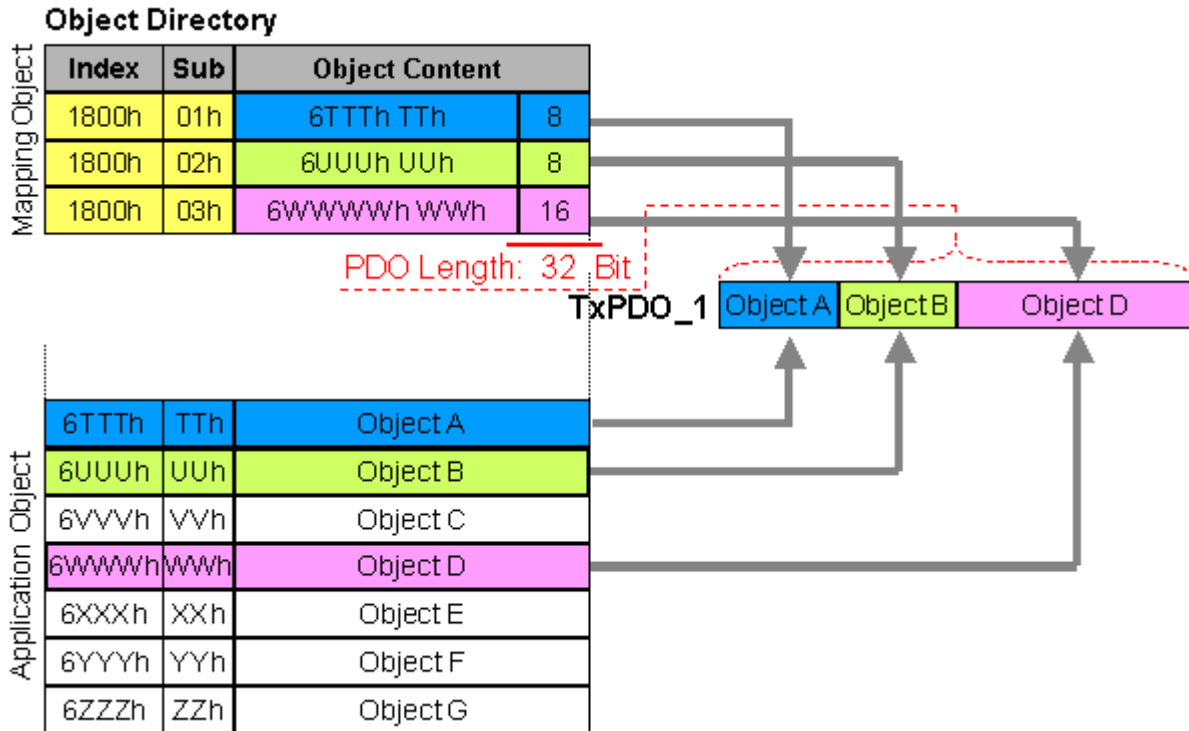 Object Directory
Mapping Object
Index Sub Object Content
1800h 01h 6TTTh TTh 8
1800h 02h 6UUUh UUh 8
1800h 03h 6WWWWh WWh 16
PDO Length: 32 Bit
TxPDO_1 Object A Object B Object D
Application Object
6TTTh TTh Object A
6UUUh UUh Object B
6VVVh VVh Object C
6WWWh WWh Object D
6XXXh XXh Object E
6YYYh YYh Object F
6ZZZh ZZh Object G